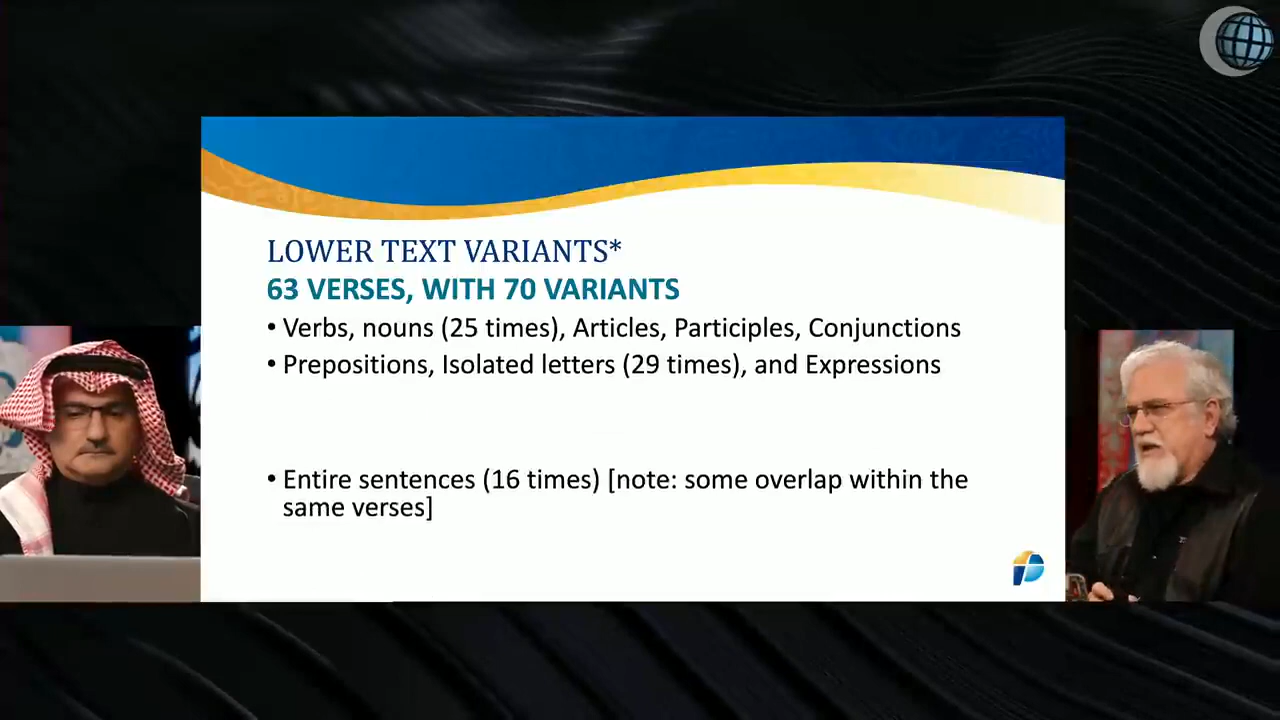 LOWER TEXT VARIANTS*
63 VERSES, WITH 70 VARIANTS
• Verbs, nouns (25 times), Articles, Participles, Conjunctions
• Prepositions, Isolated letters (29 times), and Expressions
• Entire sentences (16 times) [note: some overlap within the
same verses]